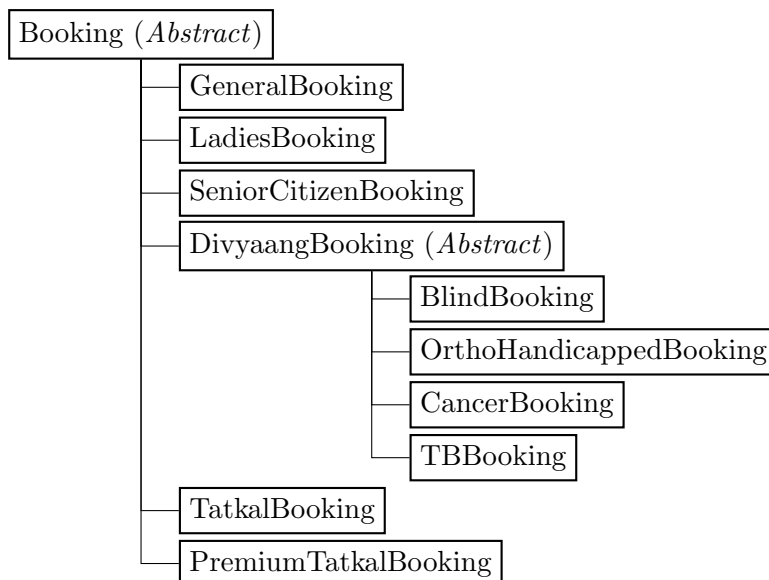 Booking (Abstract)
GeneralBooking
LadiesBooking
SeniorCitizenBooking
DivyaangBooking (Abstract)
BlindBooking
OrthoHandicappedBooking
CancerBooking
TBBooking
TatkalBooking
PremiumTatkalBooking